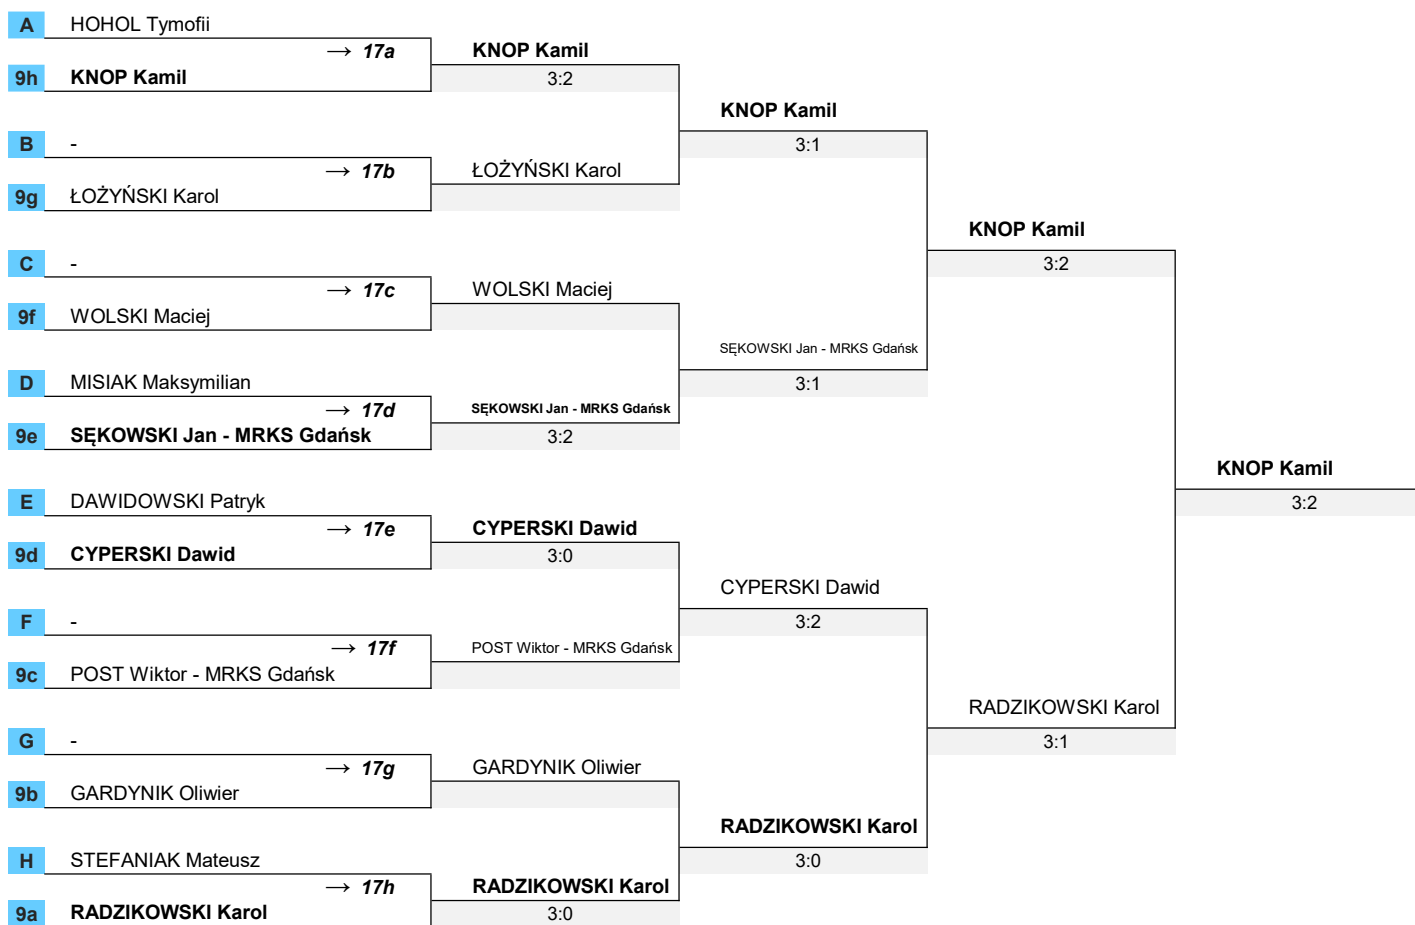 A HOHOL Tymofii
→ 17a KNOP Kamil
9h KNOP Kamil 3:2
KNOP Kamil
B - 3:1
→ 17b ŁOŻYŃSKI Karol
9g ŁOŻYŃSKI Karol
KNOP Kamil
C - 3:2
→ 17c WOLSKI Maciej
9f WOLSKI Maciej
SĘKOWSKI Jan - MRKS Gdańsk
D MISIAK Maksymilian 3:1
→ 17d SĘKOWSKI Jan - MRKS Gdańsk
9e SĘKOWSKI Jan - MRKS Gdańsk 3:2
KNOP Kamil
E DAWIDOWSKI Patryk 3:2
→ 17e CYPERSKI Dawid
9d CYPERSKI Dawid 3:0
CYPERSKI Dawid
F - 3:2
→ 17f POST Wiktor - MRKS Gdańsk
9c POST Wiktor - MRKS Gdańsk
RADZIKOWSKI Karol
G - 3:1
→ 17g GARDYNIK Oliwier
9b GARDYNIK Oliwier
RADZIKOWSKI Karol
H STEFANIAK Mateusz 3:0
→ 17h RADZIKOWSKI Karol
9a RADZIKOWSKI Karol 3:0